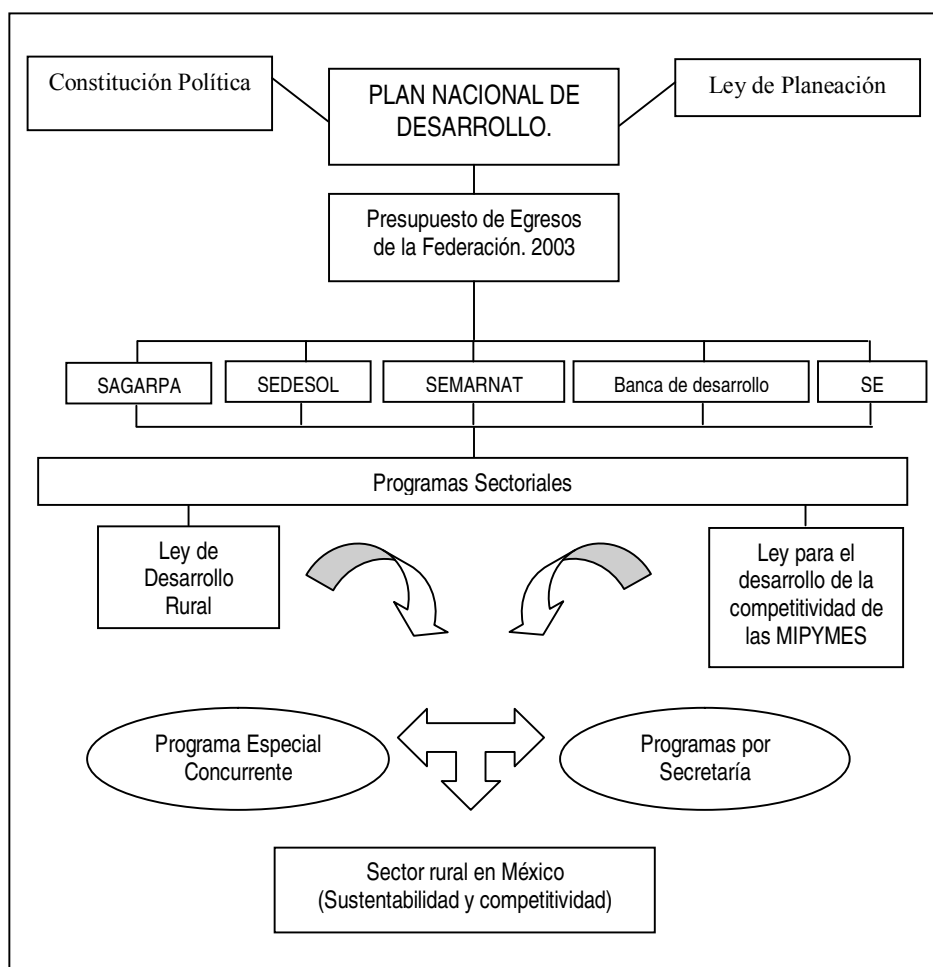 Constitución Política
PLAN NACIONAL DE
DESARROLLO.
Ley de Planeación
Presupuesto de Egresos
de la Federación. 2003
SAGARPA
SEDESOL
SEMARNAT
Banca de desarrollo
SE
Programas Sectoriales
Ley de
Desarrollo
Rural
Ley para el
desarrollo de la
competitividad de
las MIPYMES
Programa Especial
Concurrente
Programas por
Secretaría
Sector rural en México
(Sustentabilidad y competitividad)